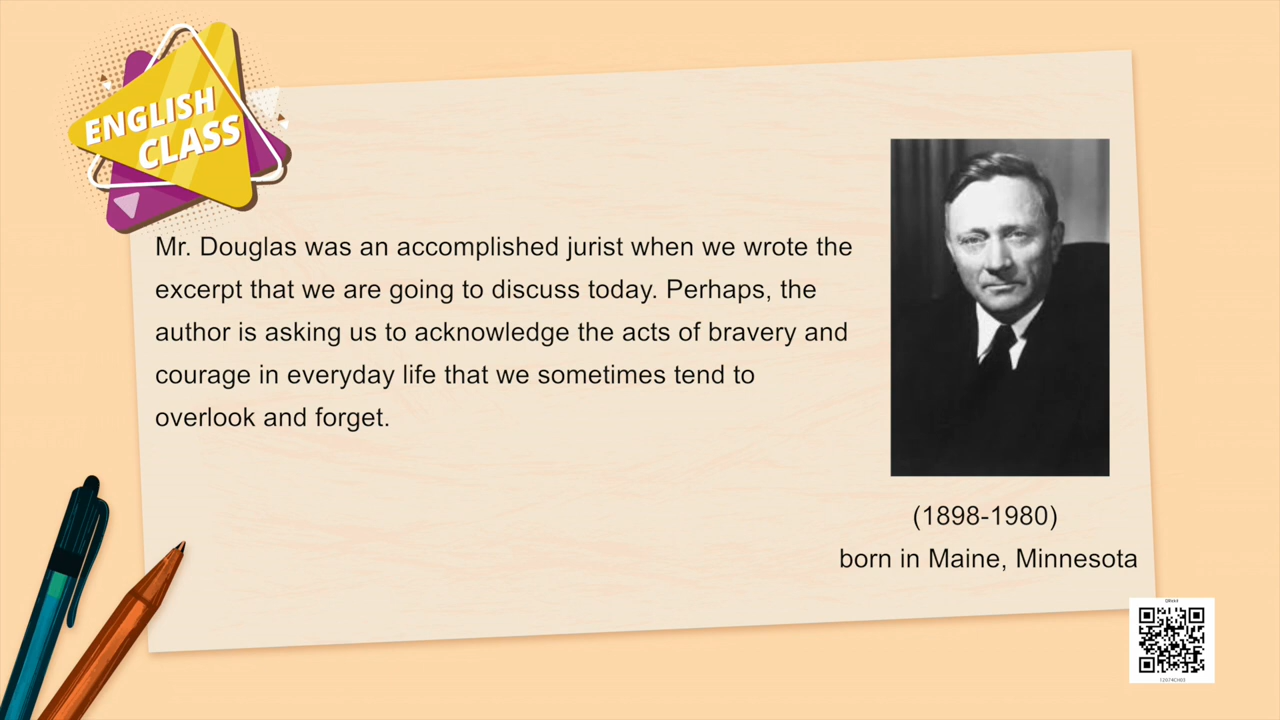 ENGLISH
CLASS
Mr. Douglas was an accomplished jurist when we wrote the
excerpt that we are going to discuss today. Perhaps, the
author is asking us to acknowledge the acts of bravery and
courage in everyday life that we sometimes tend to
overlook and forget.
(1898-1980)
born in Maine, Minnesota